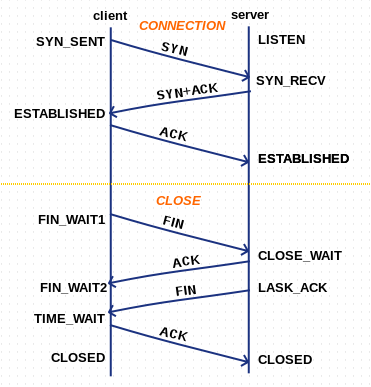 client
server
CONNECTION
SYN_SENT
LISTEN
SYN
SYN_RECV
SYN+ACK
ESTABLISHED
ACK
ESTABLISHED
CLOSE
FIN_WAIT1
FIN
CLOSE_WAIT
ACK
FIN_WAIT2
LASK_ACK
FIN
TIME_WAIT
ACK
CLOSED
CLOSED